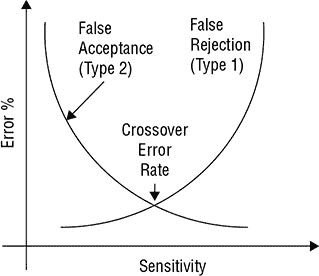 False
Acceptance
(Type 2)
False
Rejection
(Type 1)
Crossover
Error
Rate
Error %
Sensitivity